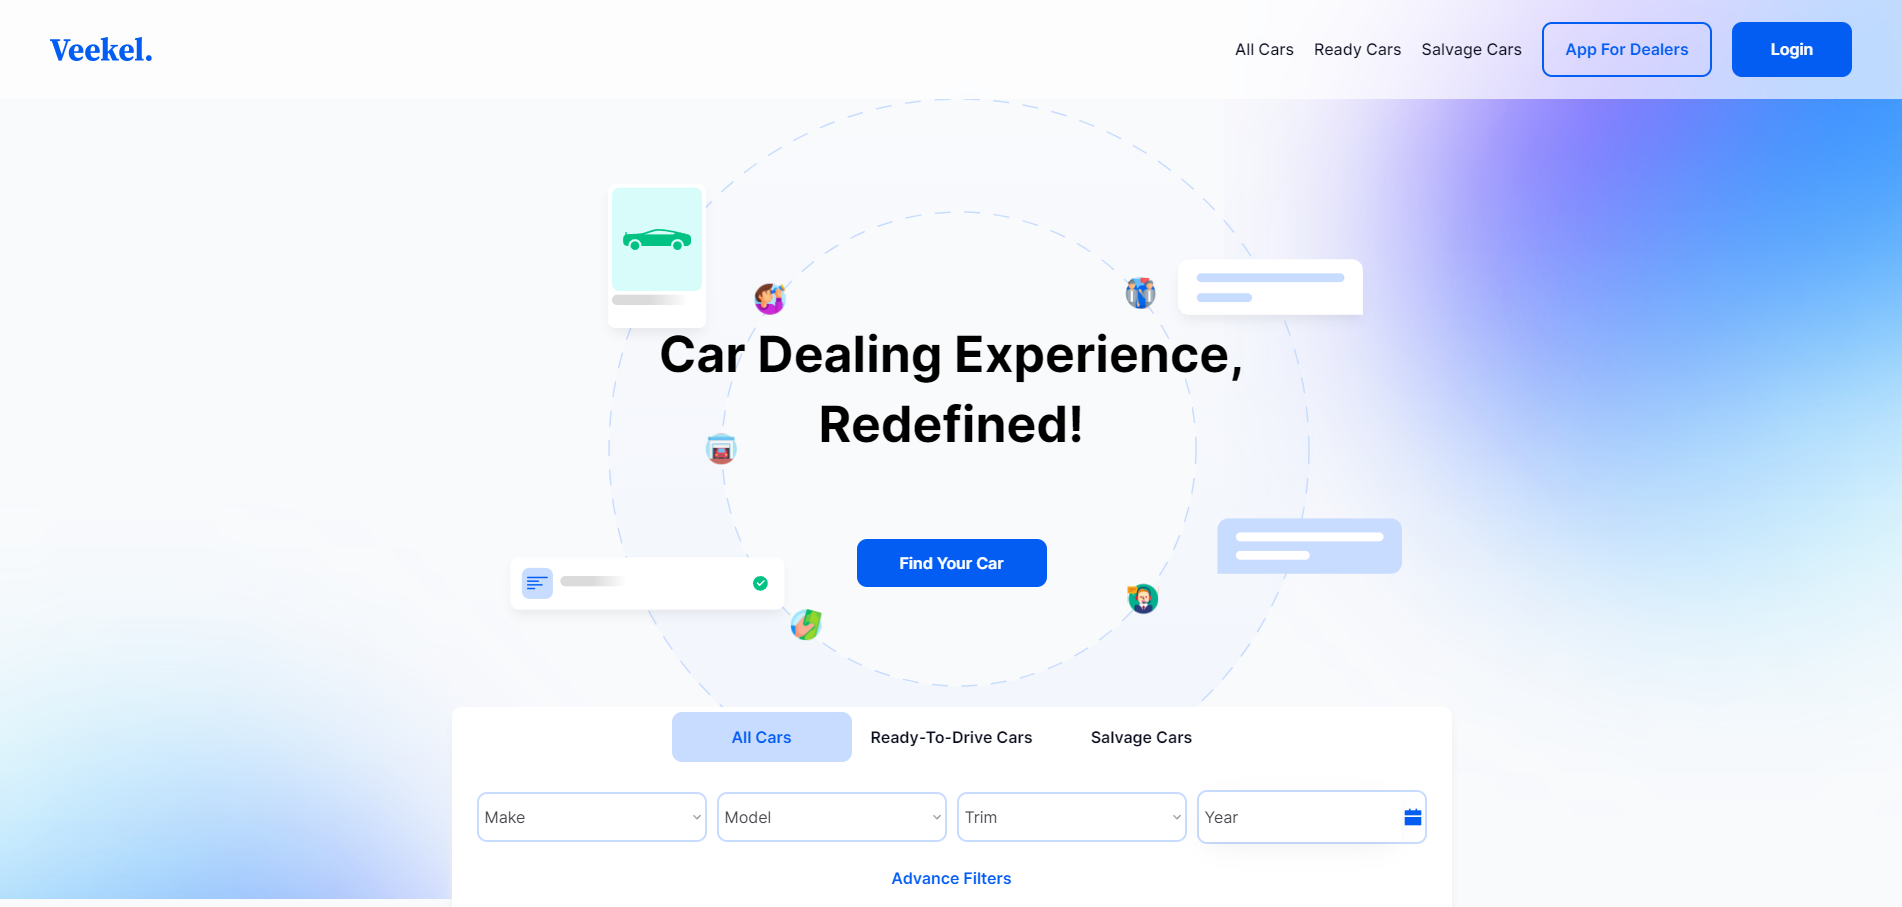 Veekel.
All Cars Ready Cars Salvage Cars App For Dealers Login
Car Dealing Experience,
Redefined!
Find Your Car
All Cars Ready-To-Drive Cars Salvage Cars
Make Model Trim Year
Advance Filters